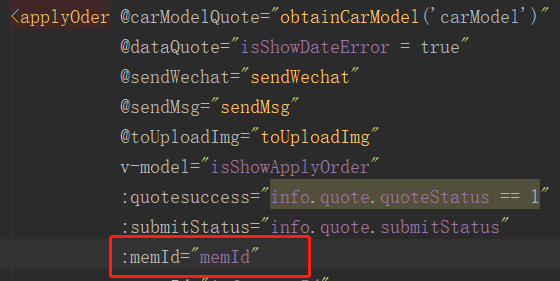 <applyOder @carModelQuote="obtainCarModel('carModel')"
@dataQuote="isShowDateError = true"
@sendWechat="sendWechat"
@sendMsg="sendMsg"
@toUploadImg="toUploadImg"
v-model="isShowApplyOrder"
:quotesuccess="info.quote.quoteStatus == 1"
:submitStatus="info.quote.submitStatus"
:memId="memId"